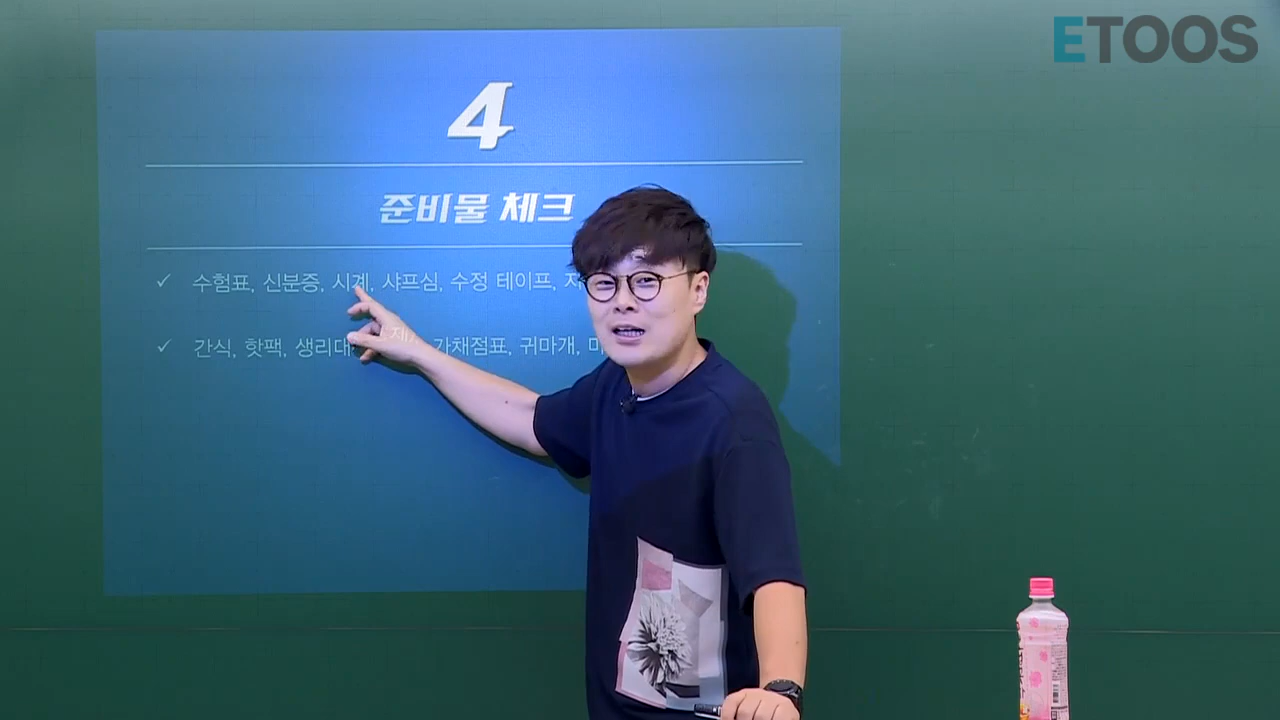 ETOOS
4
준비물 체크
✓ 수험표, 신분증, 시계, 샤프심, 수정 테이프,
✓ 간식, 핫팩, 생리대 가채점표, 귀마개,